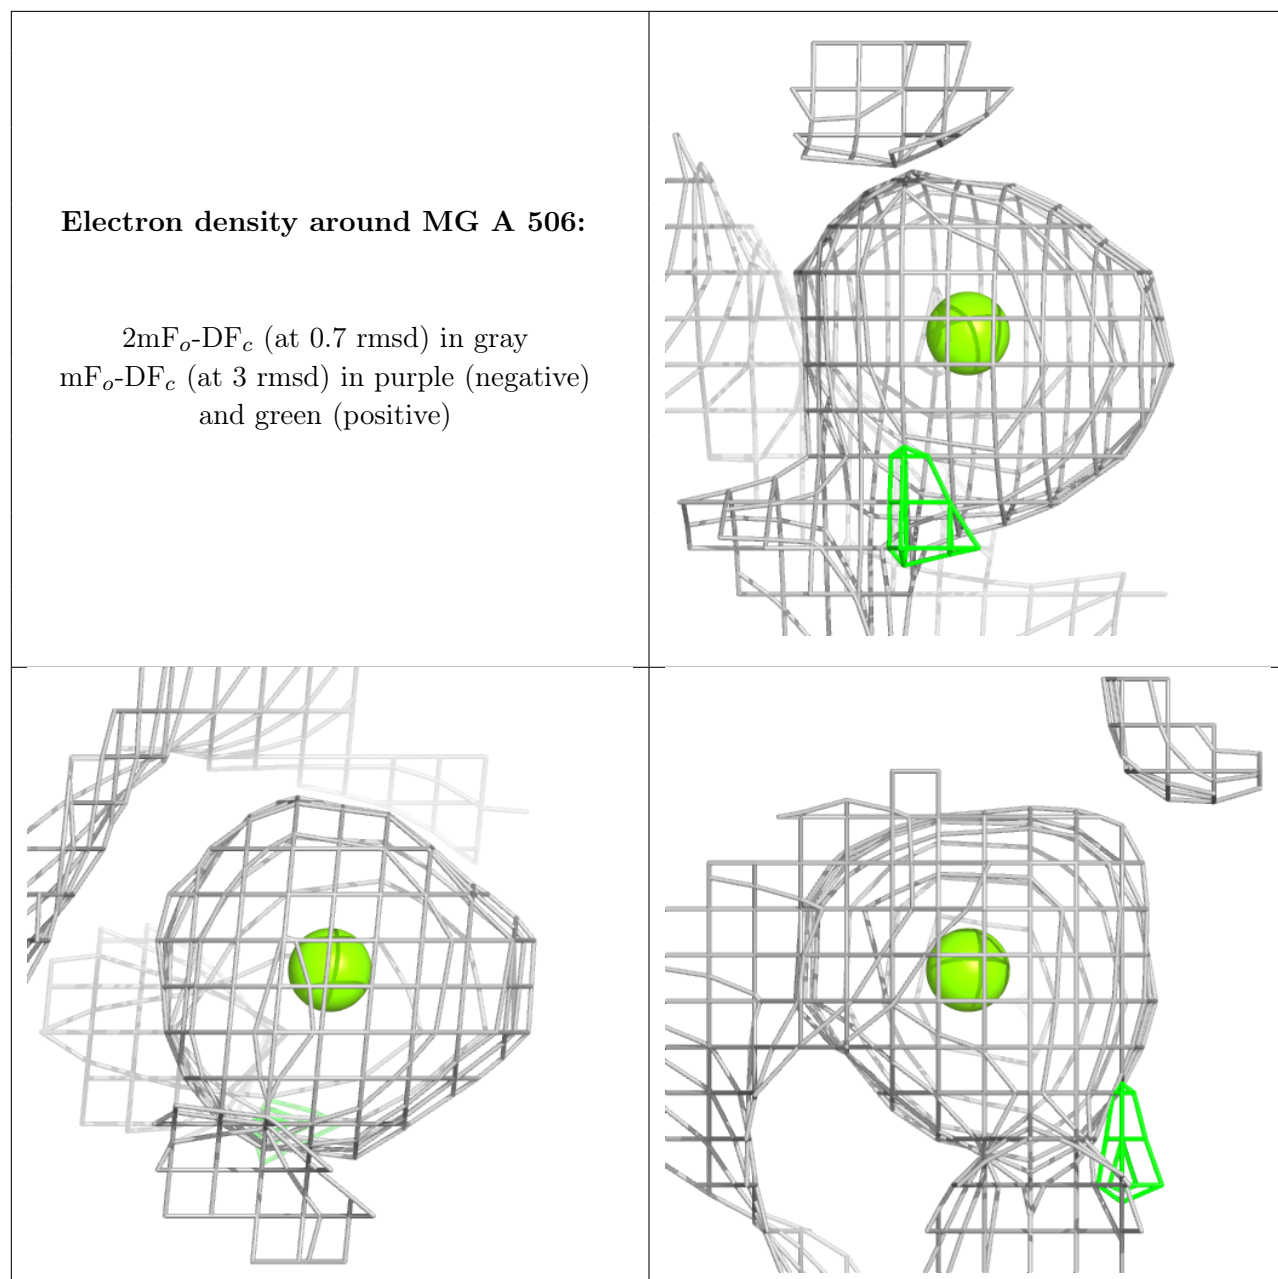 Electron density around MG A 506:
2mFo-DFc (at 0.7 rmsd) in gray
mFo-DFc (at 3 rmsd) in purple (negative)
and green (positive)